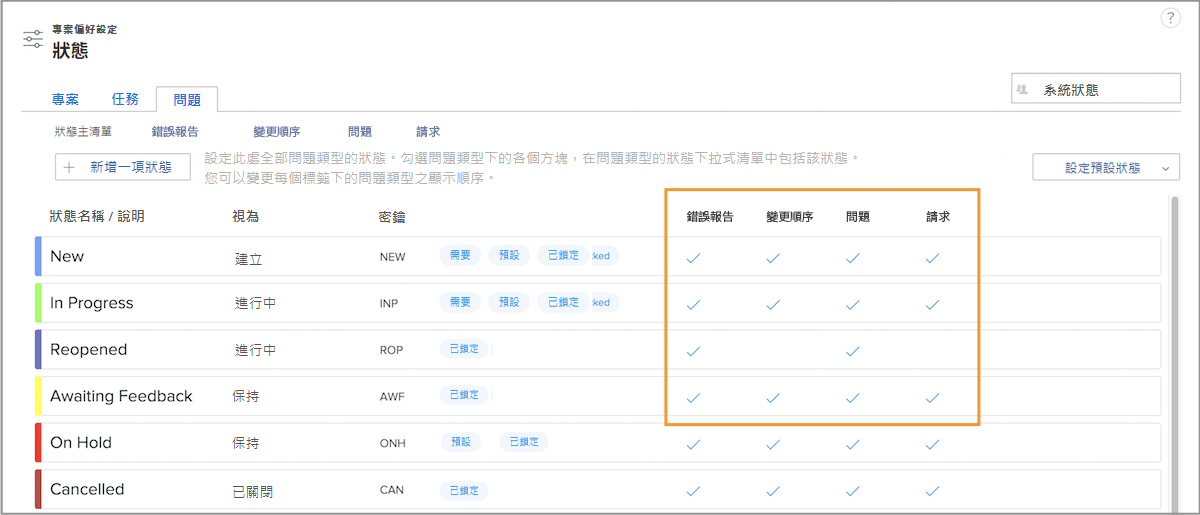 專案偏好設定
狀態
?
系統狀態
專案 任務 問題
狀態主清單 錯誤報告 變更順序 問題 請求
+ 新增一項狀態
設定此處全部問題類型的狀態。勾選問題類型下的各個方塊，在問題類型的狀態下拉式清單中包括該狀態。
您可以變更每個標籤下的問題類型之顯示順序。
設定預設狀態
狀態名稱 / 說明 視為 密鑰 錯誤報告 變更順序 問題 請求
New 建立 NEW 需要 預設 已鎖定 ked
In Progress 進行中 INP 需要 預設 已鎖定 ked
Reopened 進行中 ROP 已鎖定
Awaiting Feedback 保持 AWF 已鎖定
On Hold 保持 ONH 預設 已鎖定
Cancelled 已關閉 CAN 已鎖定